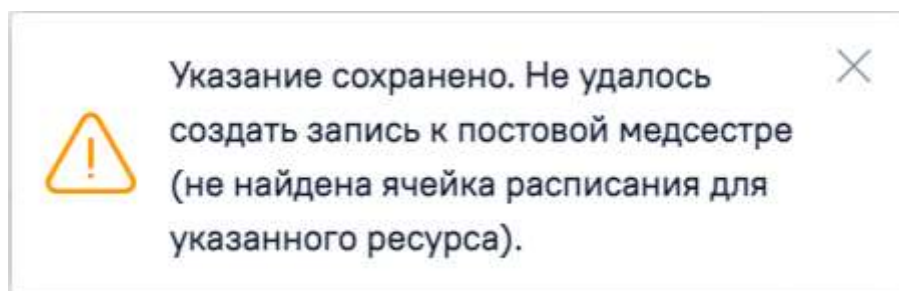 Указание сохранено. Не удалось
создать запись к постовой медсестре
(не найдена ячейка расписания для
указанного ресурса).